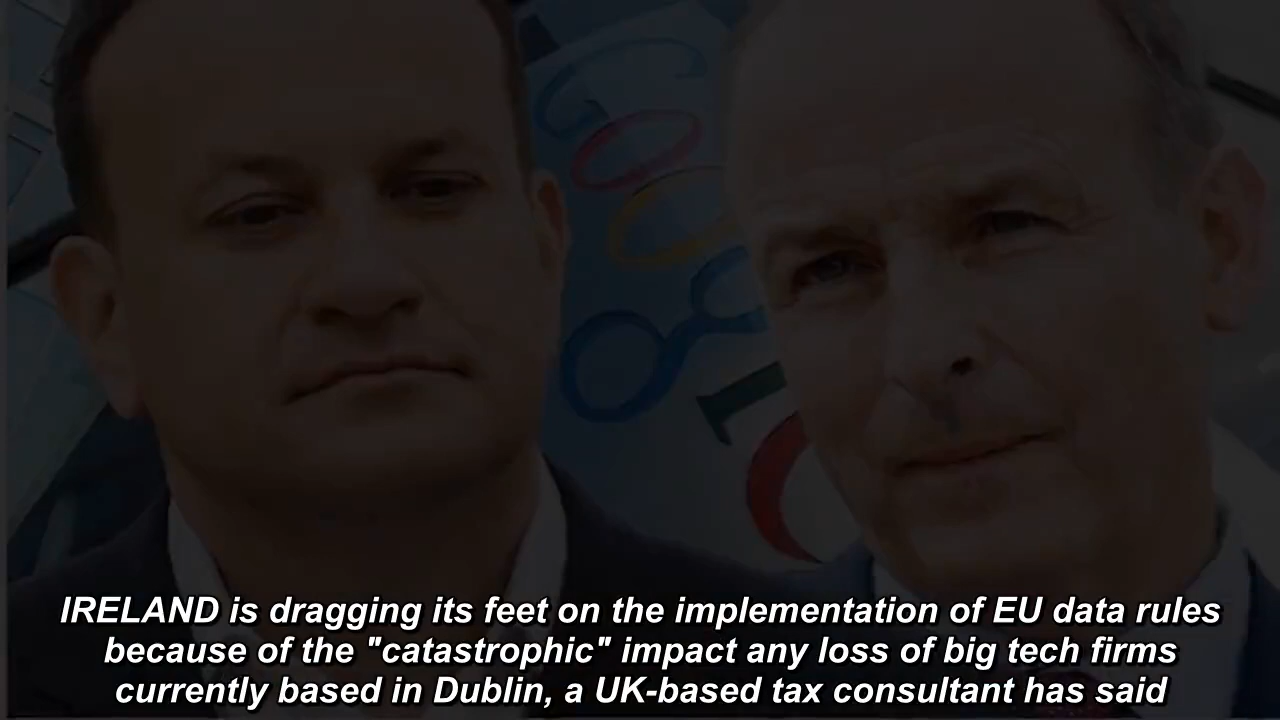 Google
IRELAND is dragging its feet on the implementation of EU data rules
because of the "catastrophic" impact any loss of big tech firms
currently based in Dublin, a UK-based tax consultant has said